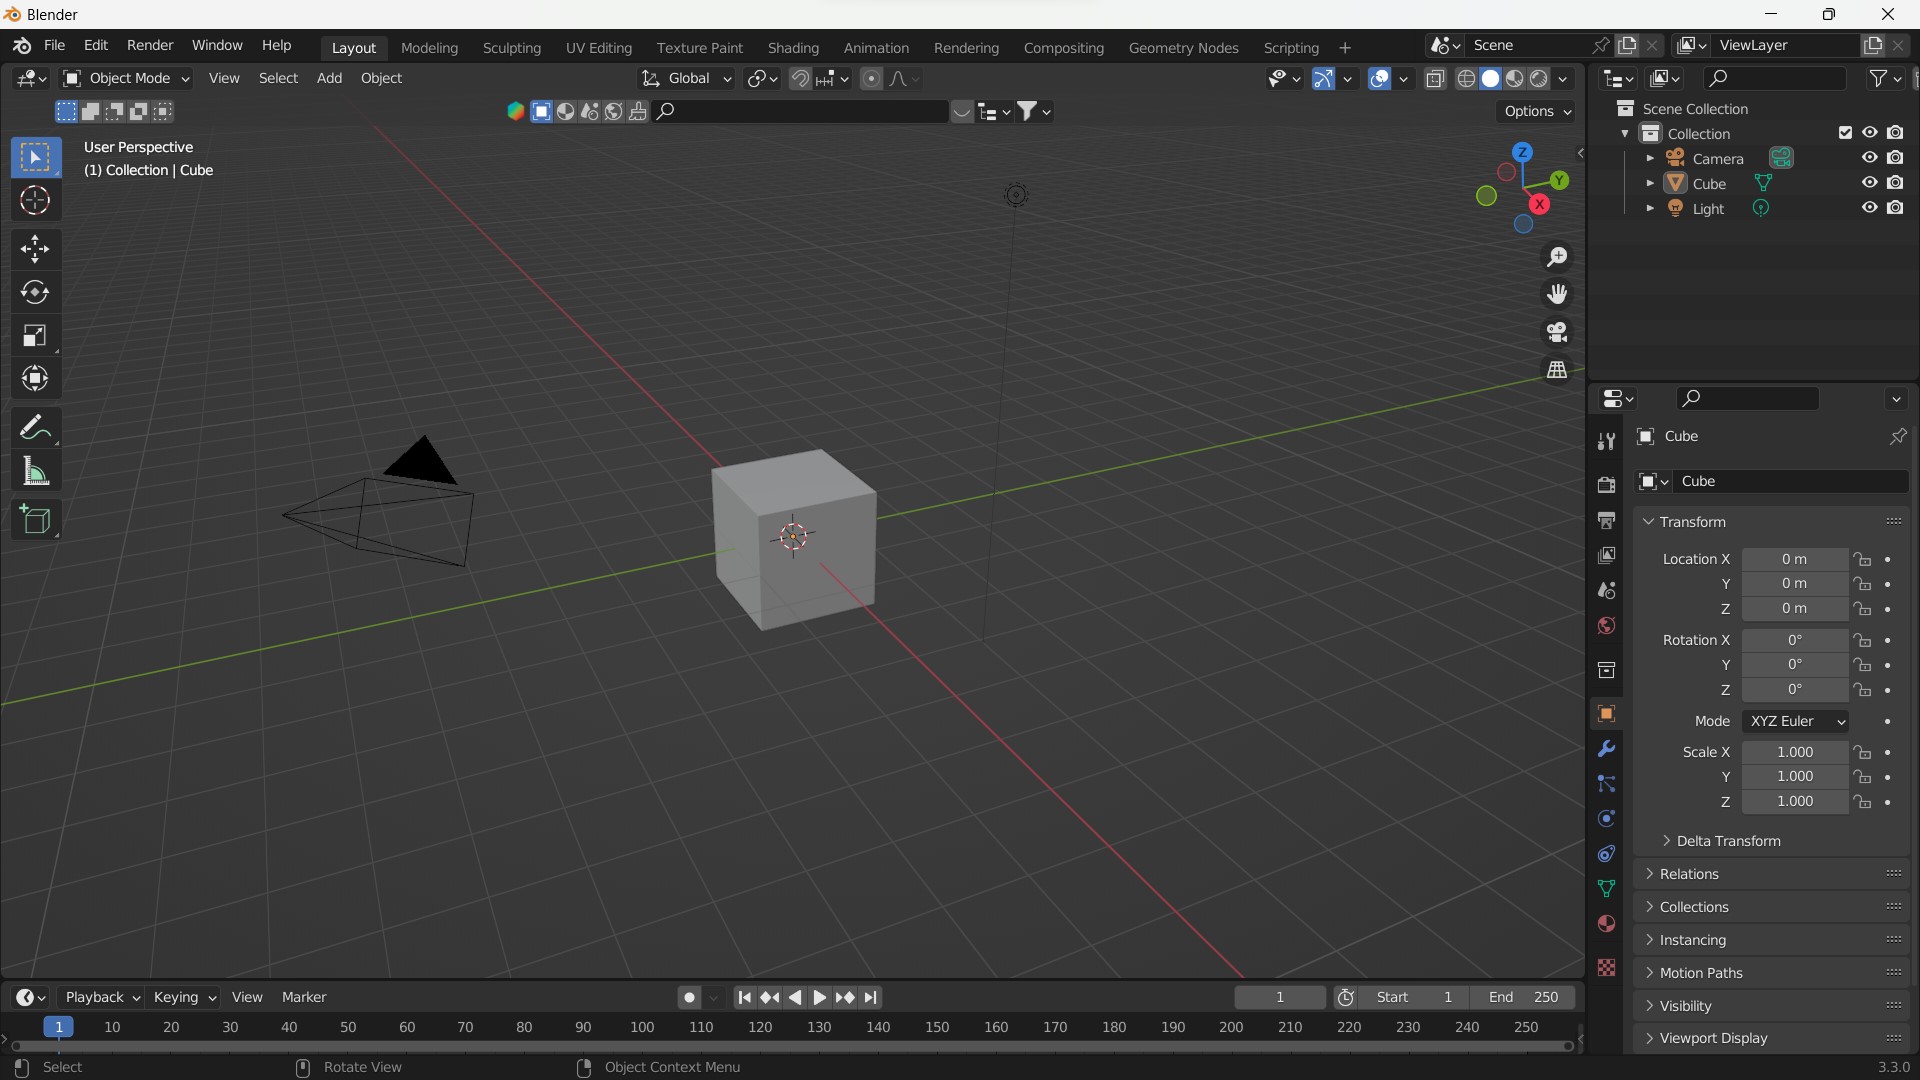 Blender
File Edit Render Window Help Layout Modeling Sculpting UV Editing Texture Paint Shading Animation Rendering Compositing Geometry Nodes Scripting + Scene ViewLayer
Object Mode View Select Add Object Global
Options
User Perspective
(1) Collection | Cube
Z
Y
X
Scene Collection
Collection
Camera
Cube
Light
Cube
Cube
Transform
Location X 0 m
Y 0 m
Z 0 m
Rotation X 0°
Y 0°
Z 0°
Mode XYZ Euler
Scale X 1.000
Y 1.000
Z 1.000
Delta Transform
Relations
Collections
Instancing
Motion Paths
Visibility
Viewport Display
Playback Keying View Marker 1 Start 1 End 250
1 10 20 30 40 50 60 70 80 90 100 110 120 130 140 150 160 170 180 190 200 210 220 230 240 250
Select Rotate View Object Context Menu 3.3.0